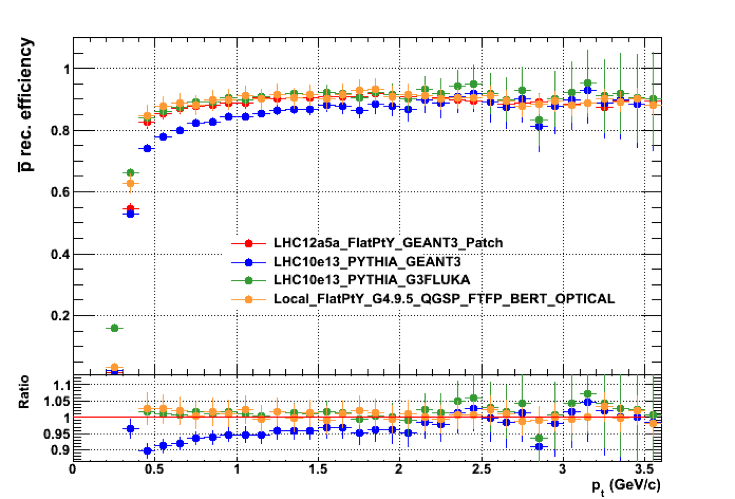 p̅ rec. efficiency
1
0.8
0.6
0.4
0.2
LHC12a5a_FlatPtY_GEANT3_Patch
LHC10e13_PYTHIA_GEANT3
LHC10e13_PYTHIA_G3FLUKA
Local_FlatPtY_G4.9.5_QGSP_FTFP_BERT_OPTICAL
Ratio
1.1
1.05
1
0.95
0.9
0 0.5 1 1.5 2 2.5 3 3.5
p_t (GeV/c)